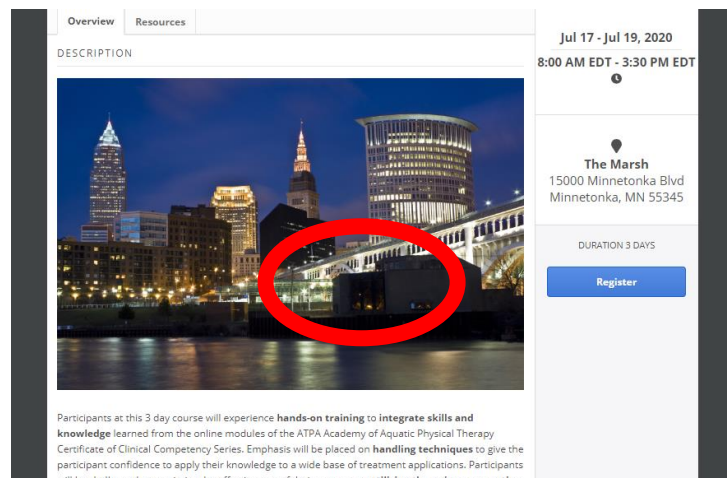 Overview Resources
DESCRIPTION
Participants at this 3 day course will experience hands-on training to integrate skills and
knowledge learned from the online modules of the ATPA Academy of Aquatic Physical Therapy
Certificate of Clinical Competency Series. Emphasis will be placed on handling techniques to give the
participant confidence to apply their knowledge to a wide base of treatment applications. Participants
Jul 17 - Jul 19, 2020
8:00 AM EDT - 3:30 PM EDT
The Marsh
15000 Minnetonka Blvd
Minnetonka, MN 55345
DURATION 3 DAYS
Register